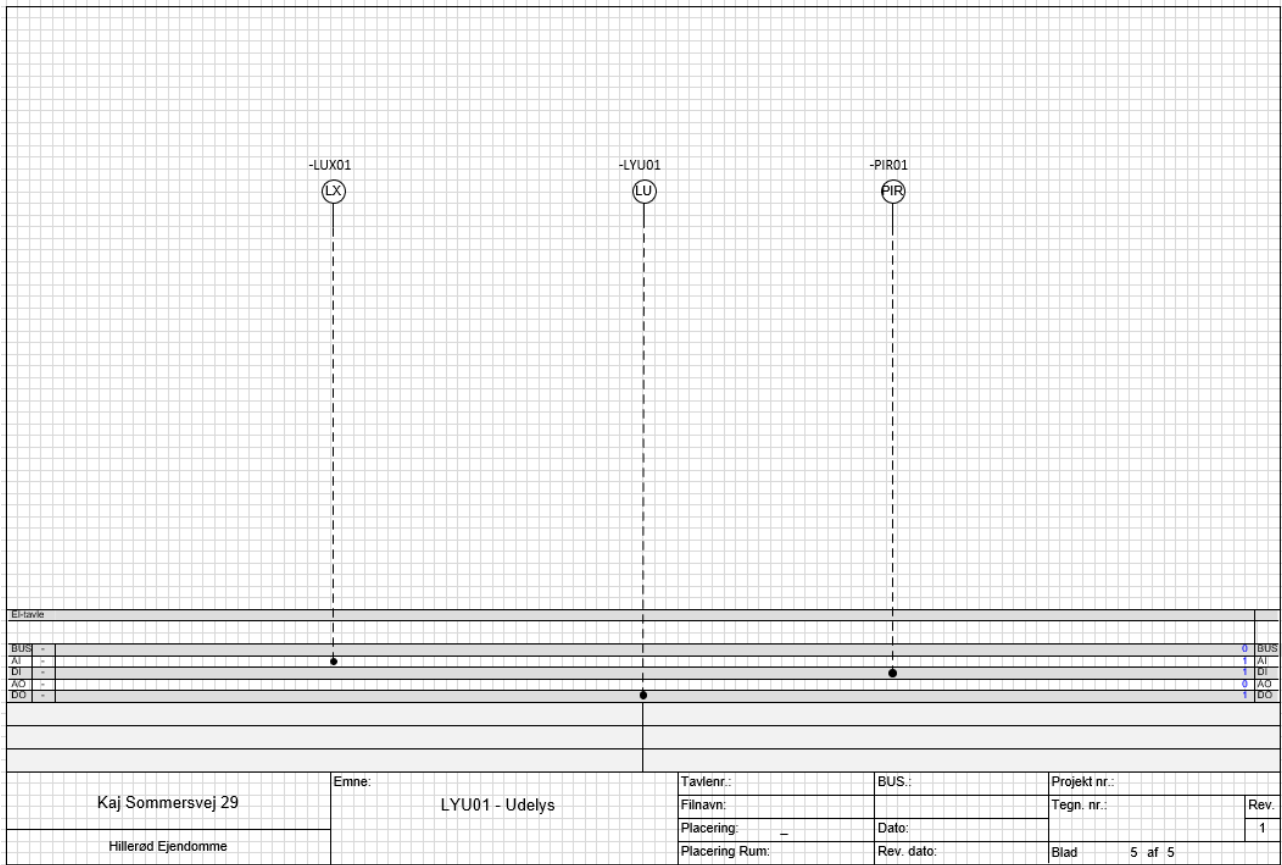 -LUX01 -LYU01 -PIR01
LX LU PIR
El-tavle
BUS - 0 BUS
AI - 1 AI
DI - 1 DI
AO - 0 AO
DO - 1 DO
Kaj Sommersvej 29
Hillerød Ejendomme
Emne:
LYU01 - Udelys
Tavlenr.: BUS.: Projekt nr.:
Filnavn: Tegn. nr.: Rev.
Placering: _ Dato: 1
Placering Rum: Rev. dato: Blad 5 af 5